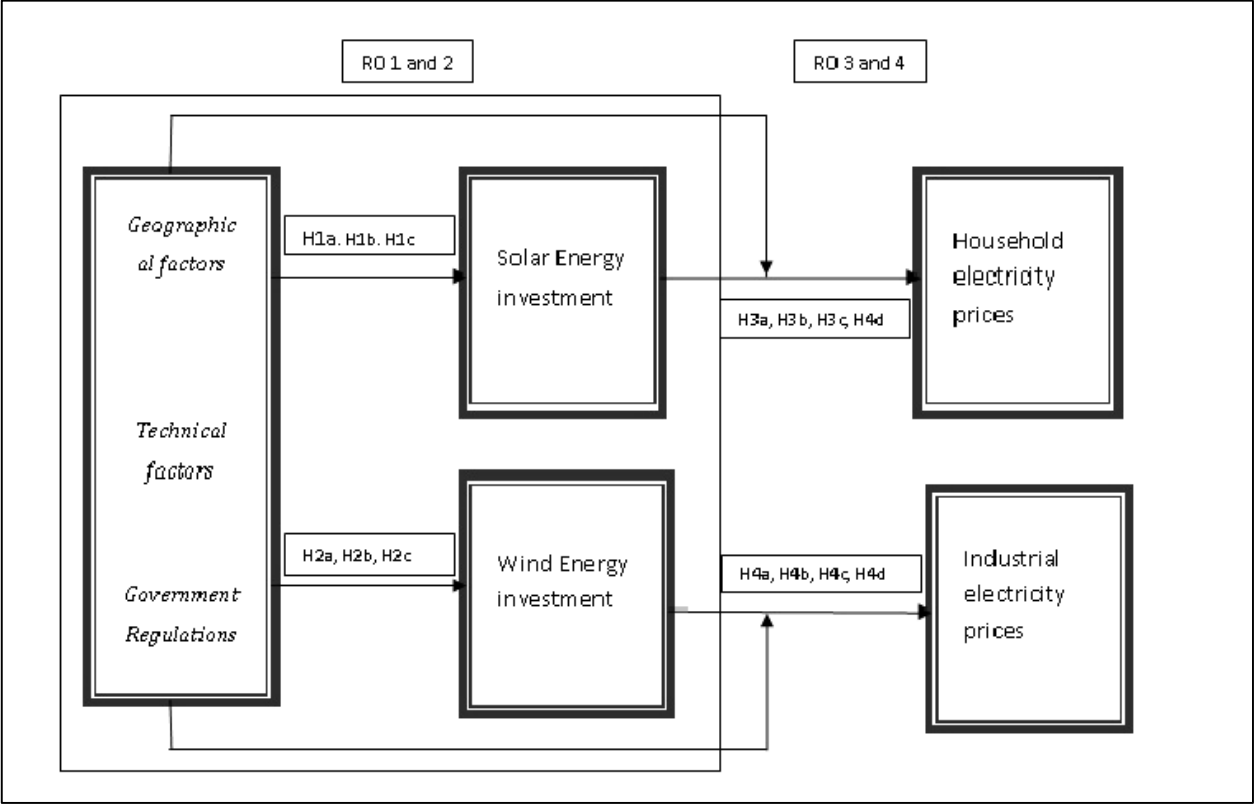 RO 1 and 2
RO 3 and 4
Geographic
al factors
Technical
factors
Government
Regulations
H1a. H1b. H1c
H2a, H2b, H2c
Solar Energy
investment
Wind Energy
investment
H3a, H3b, H3c, H4d
H4a, H4b, H4c, H4d
Household
electricity
prices
Industrial
electricity
prices